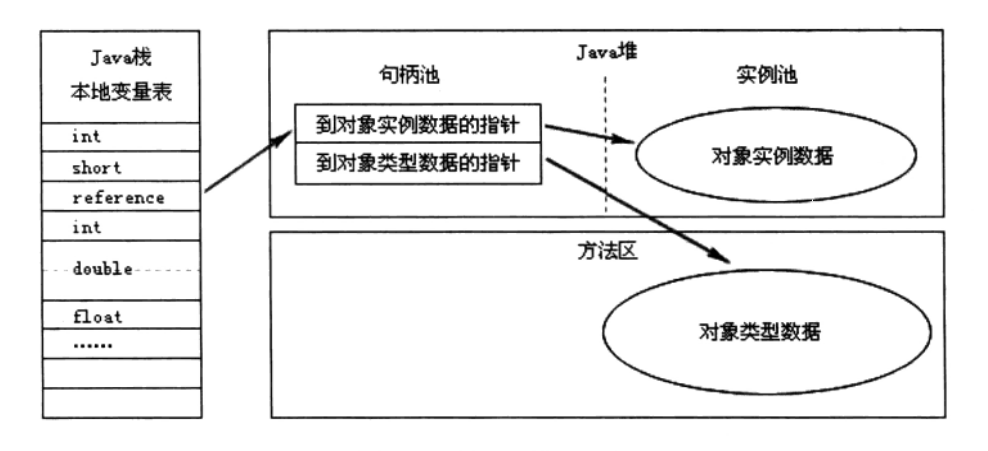 Java栈
本地变量表
int
short
reference
int
double
float
......
Java堆
句柄池
实例池
到对象实例数据的指针
到对象类型数据的指针
对象实例数据
方法区
对象类型数据